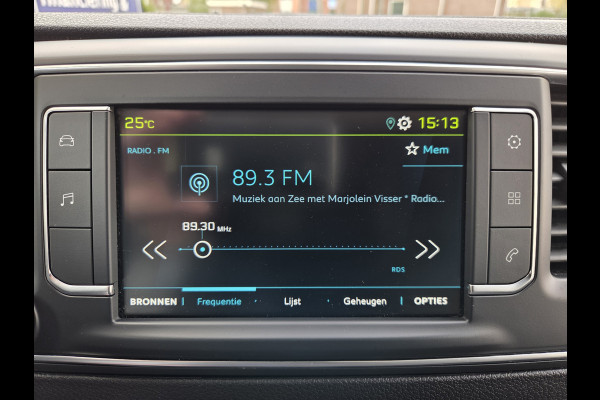 25°C 15:13
RADIO . FM
Mem
89.3 FM
Muziek aan Zee met Marjolein Visser * Radio...
89.30 MHz
RDS
BRONNEN | Frequentie Lijst Geheugen | OPTIES